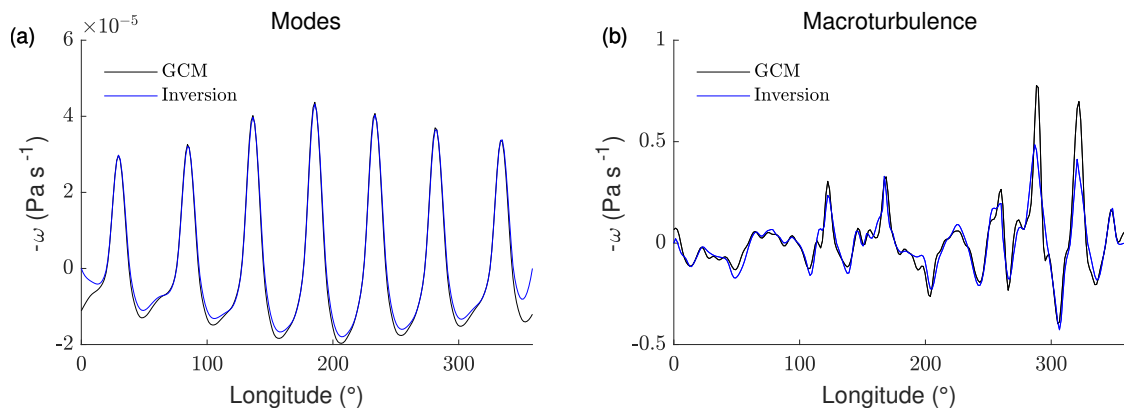 (a)
Modes
×10⁻⁵
6
4
2
0
-2
-ω (Pa s⁻¹)
GCM
Inversion
0
100
200
300
Longitude (°)
(b)
Macroturbulence
1
0.5
0
-0.5
-ω (Pa s⁻¹)
GCM
Inversion
0
100
200
300
Longitude (°)